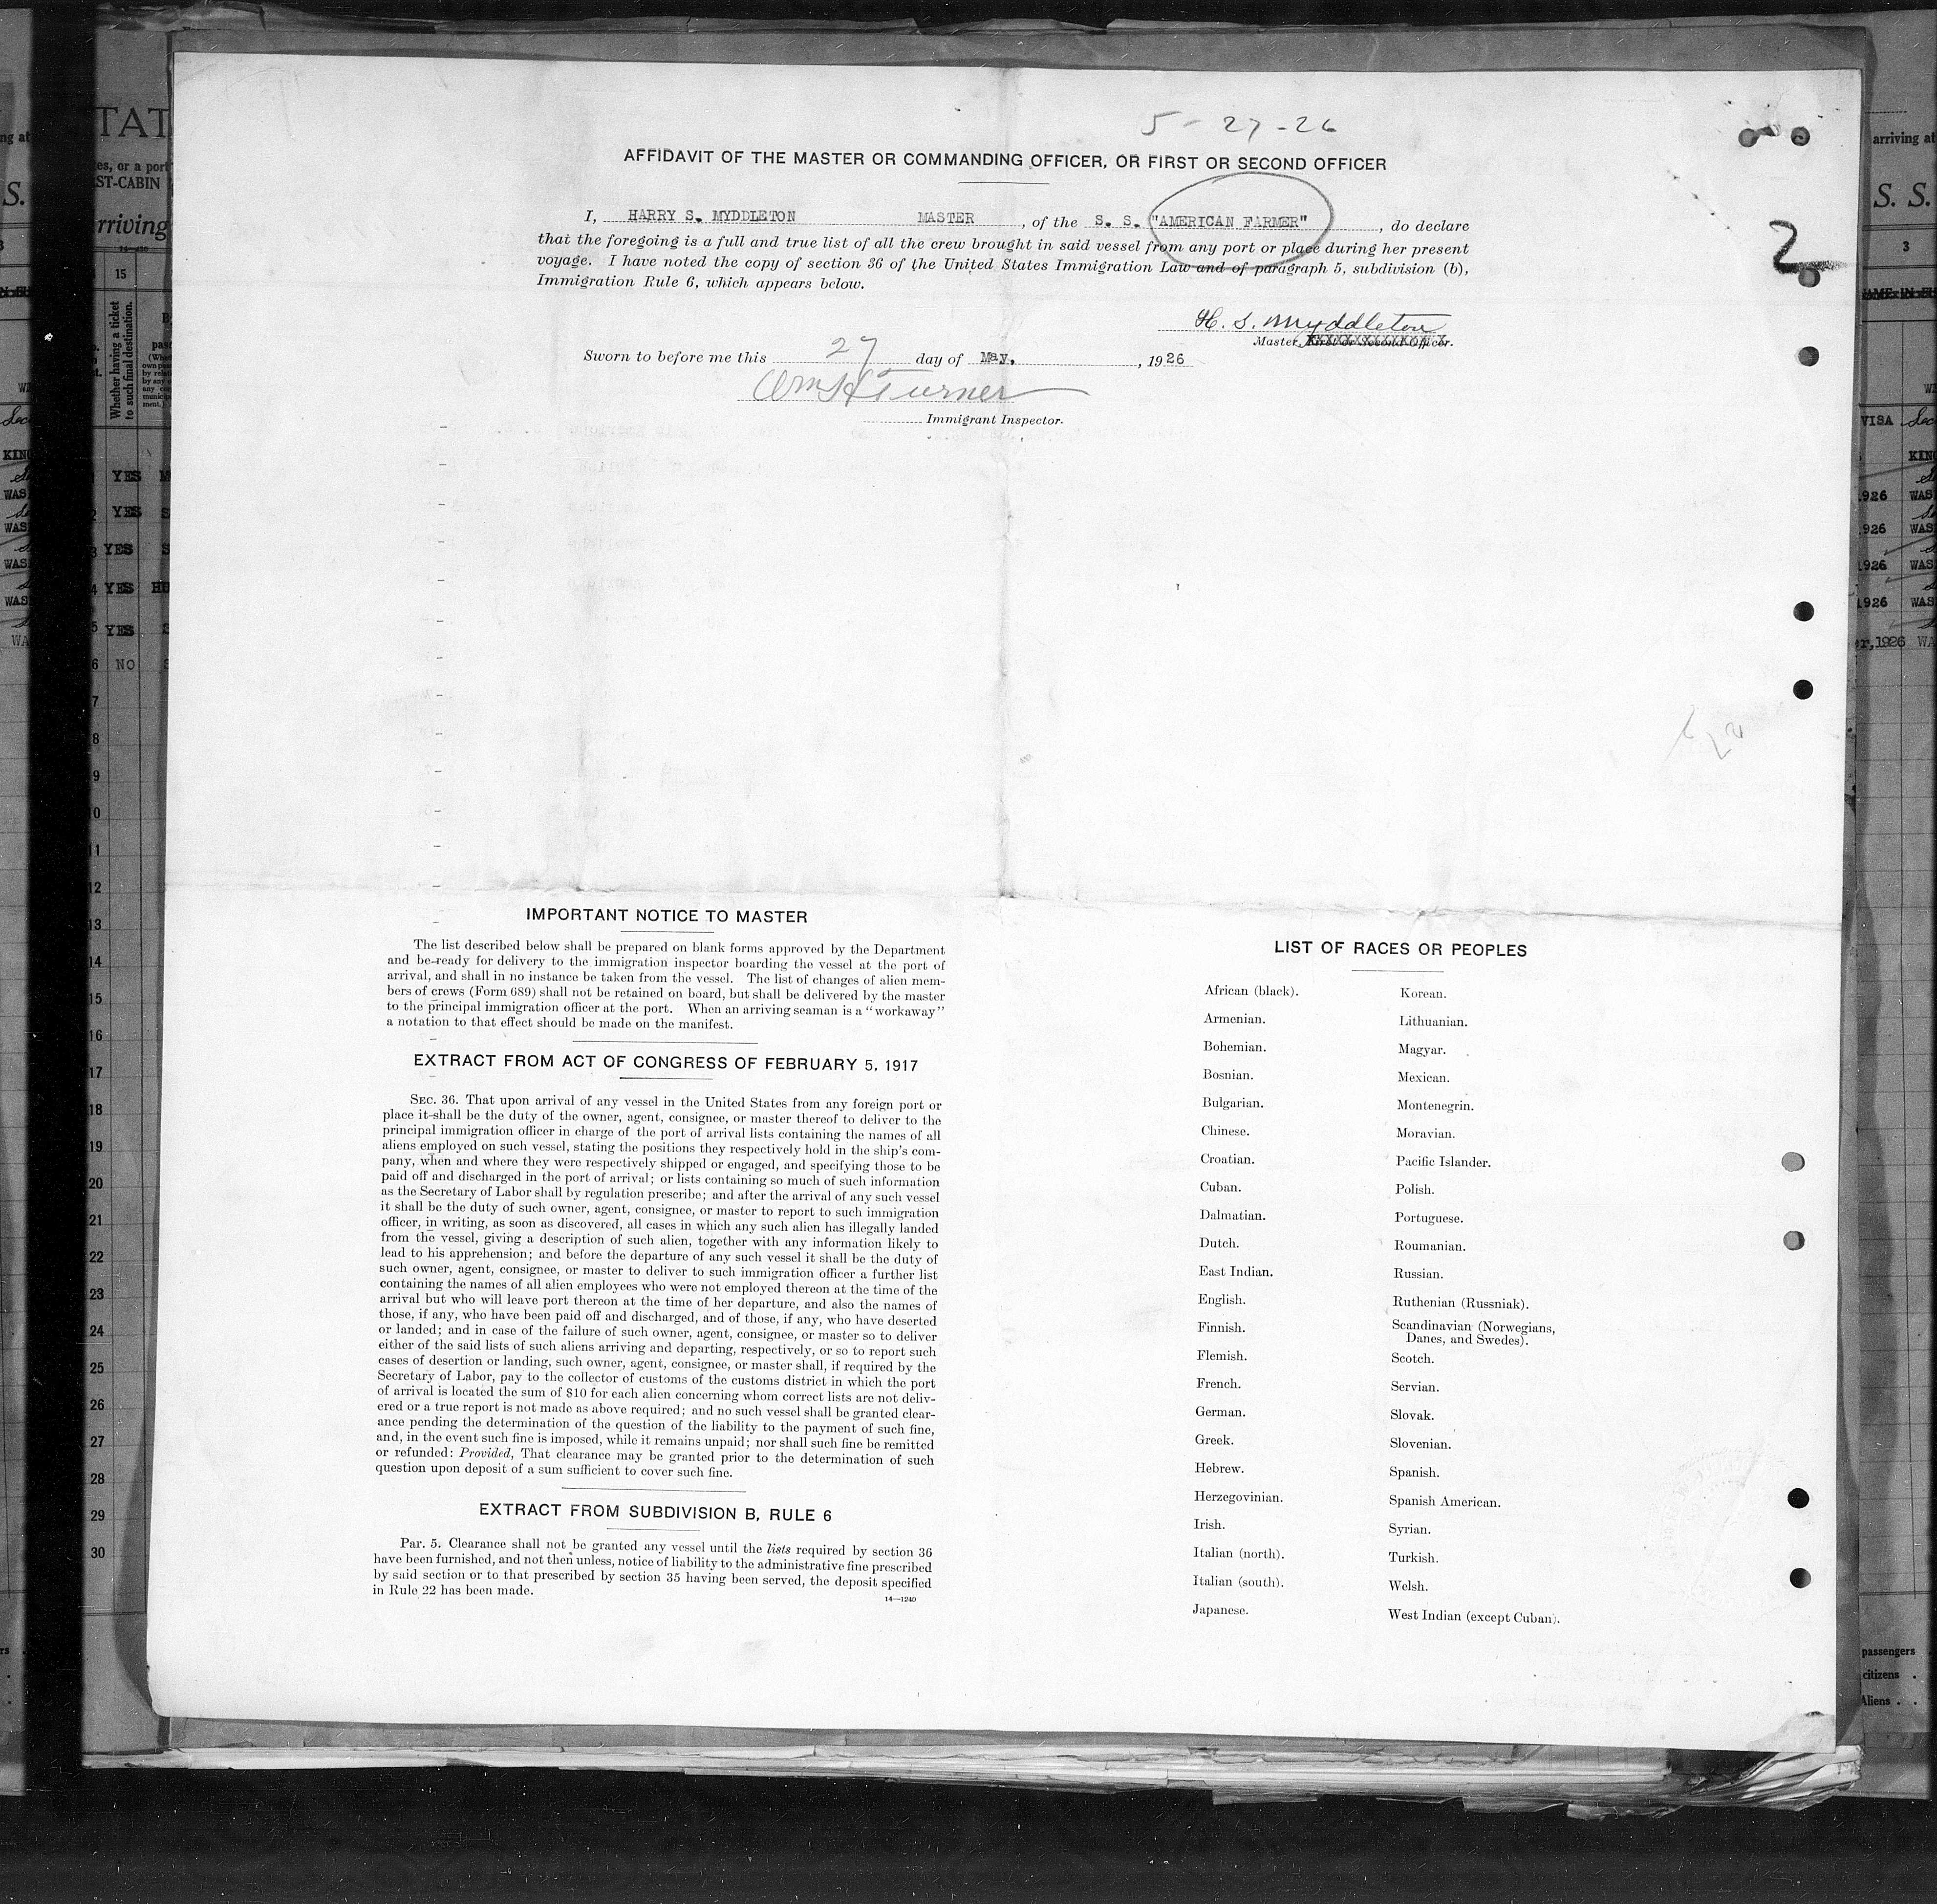 5-27-26
AFFIDAVIT OF THE MASTER OR COMMANDING OFFICER, OR FIRST OR SECOND OFFICER
I, HARRY S. MYDDLETON MASTER, of the S. S. "AMERICAN FARMER", do declare
that the foregoing is a full and true list of all the crew brought in said vessel from any port or place during her present
voyage. I have noted the copy of section 36 of the United States Immigration Law and of paragraph 5, subdivision (b),
Immigration Rule 6, which appears below.
2
H. S. Myddleton
Master, First or Second Officer.
Sworn to before me this 27 day of May, , 1926
Wm H Turner
Immigrant Inspector.
IMPORTANT NOTICE TO MASTER
The list described below shall be prepared on blank forms approved by the Department
and be ready for delivery to the immigration inspector boarding the vessel at the port of
arrival, and shall in no instance be taken from the vessel. The list of changes of alien mem-
bers of crews (Form 689) shall not be retained on board, but shall be delivered by the master
to the principal immigration officer at the port. When an arriving seaman is a "workaway"
a notation to that effect should be made on the manifest.
EXTRACT FROM ACT OF CONGRESS OF FEBRUARY 5, 1917
SEC. 36. That upon arrival of any vessel in the United States from any foreign port or
place it shall be the duty of the owner, agent, consignee, or master thereof to deliver to the
principal immigration officer in charge of the port of arrival lists containing the names of all
aliens employed on such vessel, stating the positions they respectively hold in the ship's com-
pany, when and where they were respectively shipped or engaged, and specifying those to be
paid off and discharged in the port of arrival; or lists containing so much of such information
as the Secretary of Labor shall by regulation prescribe; and after the arrival of any such vessel
it shall be the duty of such owner, agent, consignee, or master to report to such immigration
officer, in writing, as soon as discovered, all cases in which any such alien has illegally landed
from the vessel, giving a description of such alien, together with any information likely to
lead to his apprehension; and before the departure of any such vessel it shall be the duty of
such owner, agent, consignee, or master to deliver to such immigration officer a further list
containing the names of all alien employees who were not employed thereon at the time of the
arrival but who will leave port thereon at the time of her departure, and also the names of
those, if any, who have been paid off and discharged, and of those, if any, who have deserted
or landed; and in case of the failure of such owner, agent, consignee, or master so to deliver
either of the said lists of such aliens arriving and departing, respectively, or so to report such
cases of desertion or landing, such owner, agent, consignee, or master shall, if required by the
Secretary of Labor, pay to the collector of customs of the customs district in which the port
of arrival is located the sum of $10 for each alien concerning whom correct lists are not deliv-
ered or a true report is not made as above required; and no such vessel shall be granted clear-
ance pending the determination of the question of the liability to the payment of such fine,
and, in the event such fine is imposed, while it remains unpaid; nor shall such fine be remitted
or refunded: Provided, That clearance may be granted prior to the determination of such
question upon deposit of a sum sufficient to cover such fine.
EXTRACT FROM SUBDIVISION B, RULE 6
Par. 5. Clearance shall not be granted any vessel until the lists required by section 36
have been furnished, and not then unless, notice of liability to the administrative fine prescribed
by said section or to that prescribed by section 35 having been served, the deposit specified
in Rule 22 has been made.
14—1240
LIST OF RACES OR PEOPLES
African (black).
Armenian.
Bohemian.
Bosnian.
Bulgarian.
Chinese.
Croatian.
Cuban.
Dalmatian.
Dutch.
East Indian.
English.
Finnish.
Flemish.
French.
German.
Greek.
Hebrew.
Herzegovinian.
Irish.
Italian (north).
Italian (south).
Japanese.
Korean.
Lithuanian.
Magyar.
Mexican.
Montenegrin.
Moravian.
Pacific Islander.
Polish.
Portuguese.
Roumanian.
Russian.
Ruthenian (Russniak).
Scandinavian (Norwegians,
Danes, and Swedes).
Scotch.
Servian.
Slovak.
Slovenian.
Spanish.
Spanish American.
Syrian.
Turkish.
Welsh.
West Indian (except Cuban).